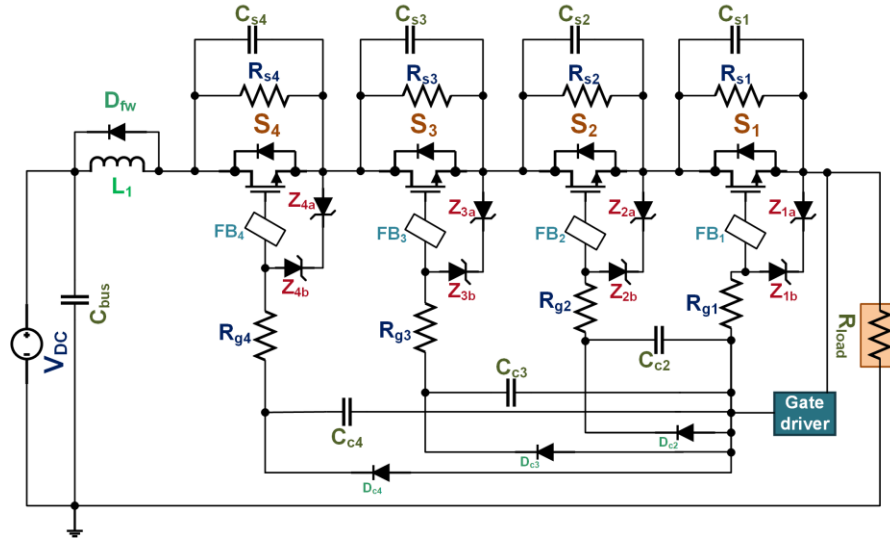 Cs4
Cs3
Cs2
Cs1
Rs4
Rs3
Rs2
Rs1
Dfw
S4
S3
S2
S1
L1
Z4a
Z3a
Z2a
Z1a
FB4
FB3
FB2
FB1
Z4b
Z3b
Z2b
Z1b
Cbus
VDC
Rg4
Rg3
Rg2
Rg1
Rload
Cc2
Cc3
Cc4
Gate
driver
Dc2
Dc3
Dc4